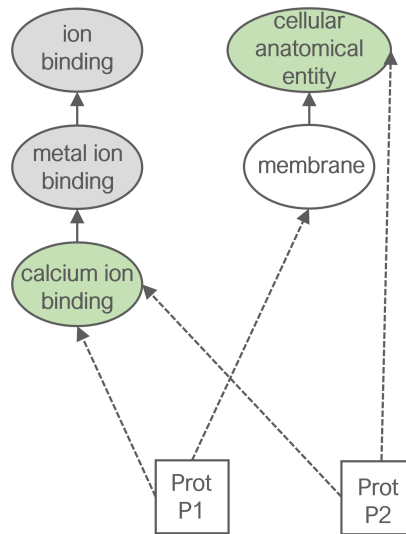 ion
binding
cellular
anatomical
entity
metal ion
binding
membrane
calcium ion
binding
Prot
P1
Prot
P2